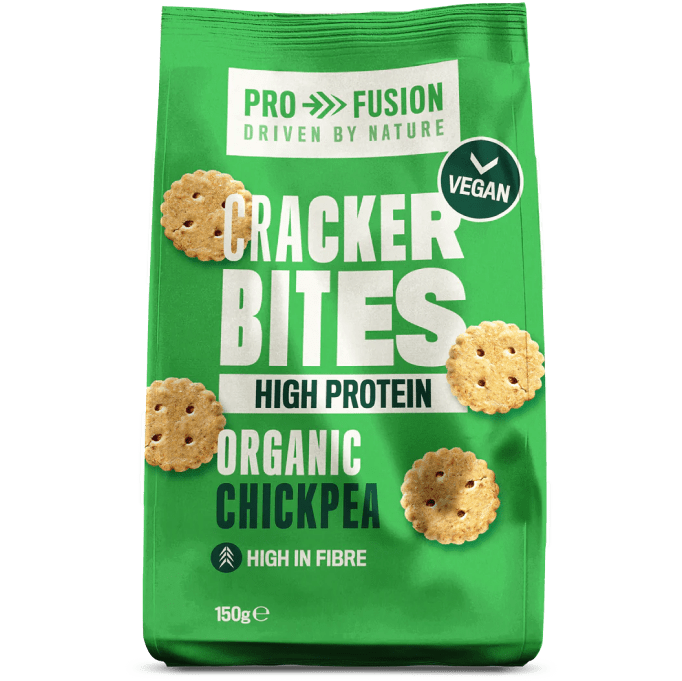 PRO FUSION
DRIVEN BY NATURE
VEGAN
CRACKER
BITES
HIGH PROTEIN
ORGANIC
CHICKPEA
HIGH IN FIBRE
150g ℮